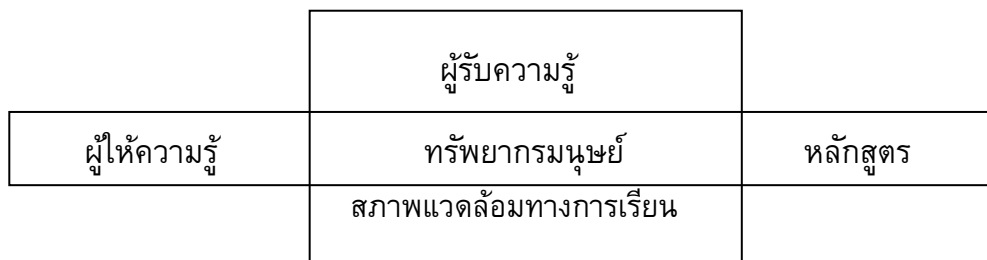 ผู้รับความรู้
ผู้ให้ความรู้ ทรัพยากรมนุษย์ หลักสูตร
สภาพแวดล้อมทางการเรียน